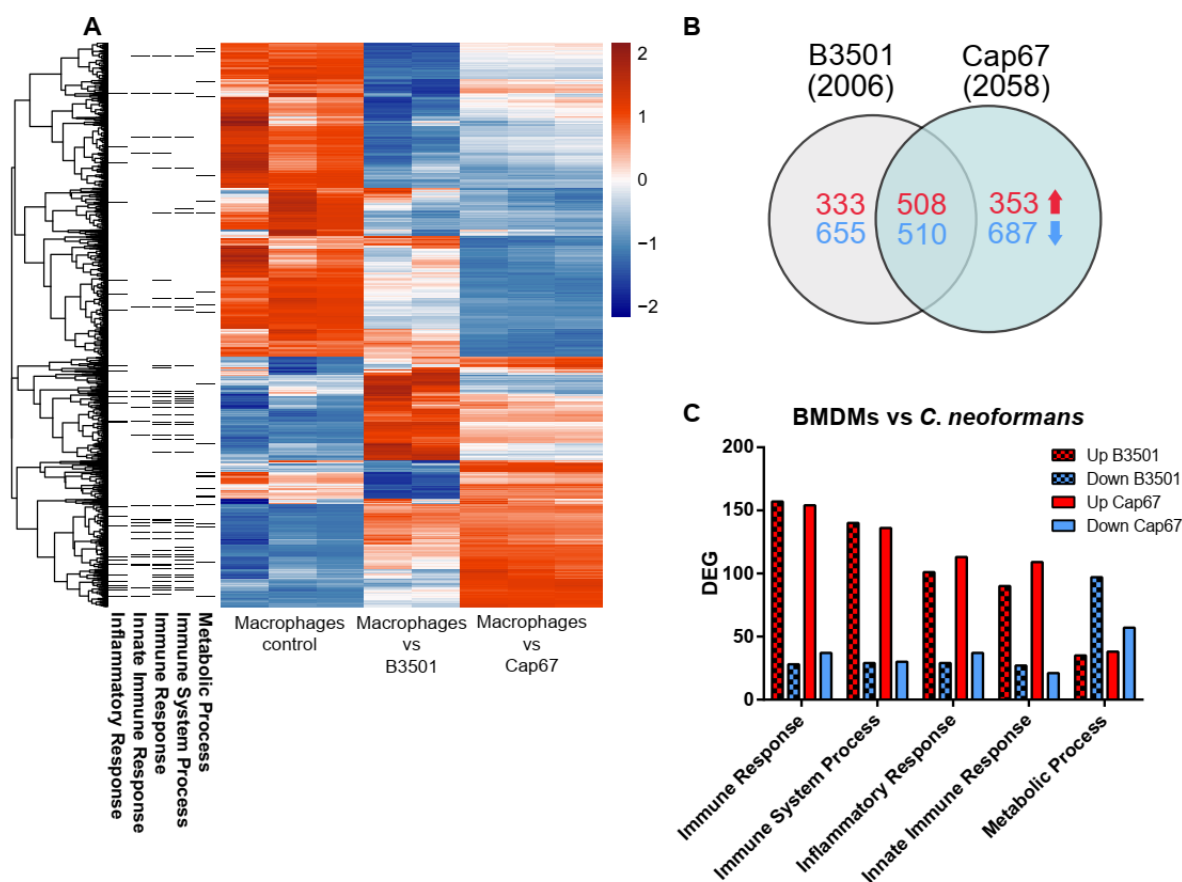 A
2
1
0
−1
−2
Inflammatory Response
Innate Immune Response
Immune Response
Immune System Process
Metabolic Process
Macrophages
control
Macrophages
vs
B3501
Macrophages
vs
Cap67
B
B3501
(2006)
Cap67
(2058)
333 508 353
655 510 687
C
BMDMs vs C. neoformans
Up B3501
Down B3501
Up Cap67
Down Cap67
DEG
200
150
100
50
0
Immune Response
Immune System Process
Inflammatory Response
Innate Immune Response
Metabolic Process